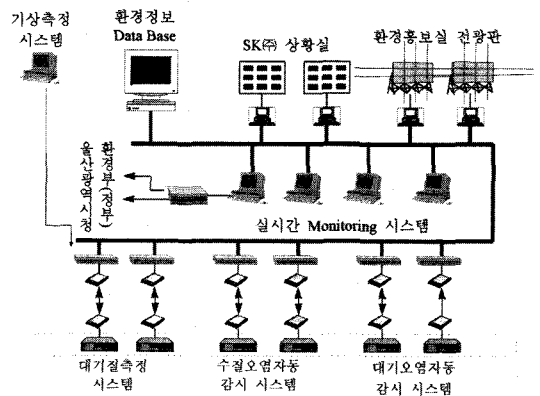 기상측정
시스템
환경정보
Data Base
SK㈜ 상황실
환경홍보실 전광판
울산광역시청
환경부(정부)
실시간 Monitoring 시스템
대기질측정
시스템
수질오염자동
감시 시스템
대기오염자동
감시 시스템